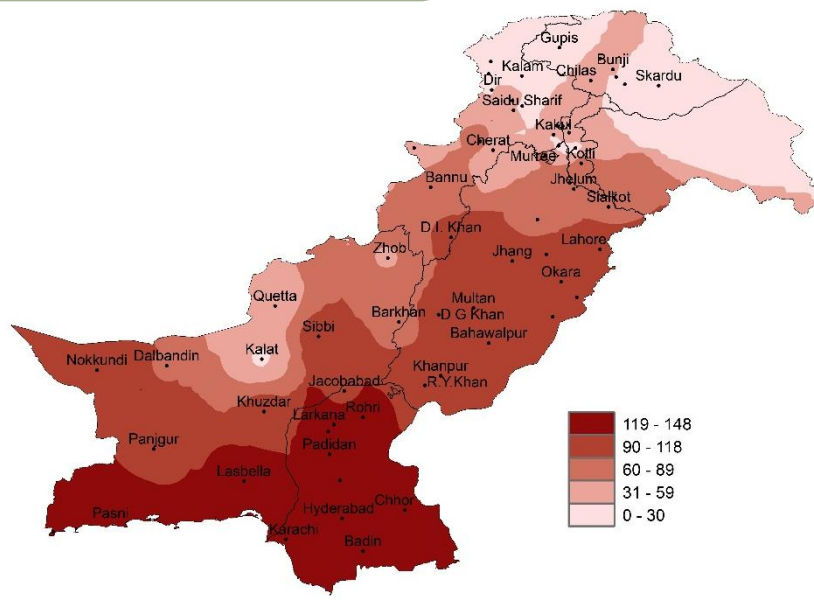 Gupis
Bunji
Kalam
Chilas
Skardu
Dir
Saidu Sharif
Kakul
Cherat
Murree
Kotli
Bannu
Jhelum
Sialkot
D.I. Khan
Lahore
Zhob
Jhang
Okara
Quetta
Multan
Barkhan
D G Khan
Sibbi
Bahawalpur
Kalat
Nokkundi
Dalbandin
Khanpur
Jacobabad
R.Y.Khan
Khuzdar
Larkana
Rohri
Panjgur
Padidan
Lasbella
Pasni
Hyderabad
Chhor
Karachi
Badin
119 - 148
90 - 118
60 - 89
31 - 59
0 - 30